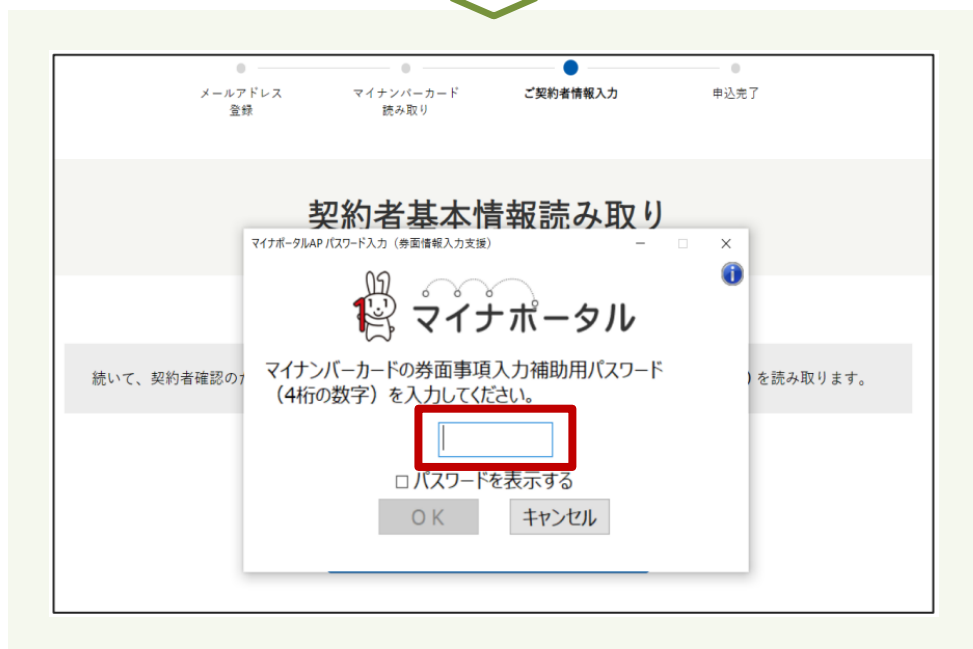 メールアドレス
登録
マイナンバーカード
読み取り
ご契約者情報入力
申込完了
契約者基本情報読み取り
マイナポータルAP パスワード入力（券面情報入力支援）
マイナポータル
続いて、契約者確認の
)を読み取ります。
マイナンバーカードの券面事項入力補助用パスワード
（4桁の数字）を入力してください。
パスワードを表示する
OK
キャンセル